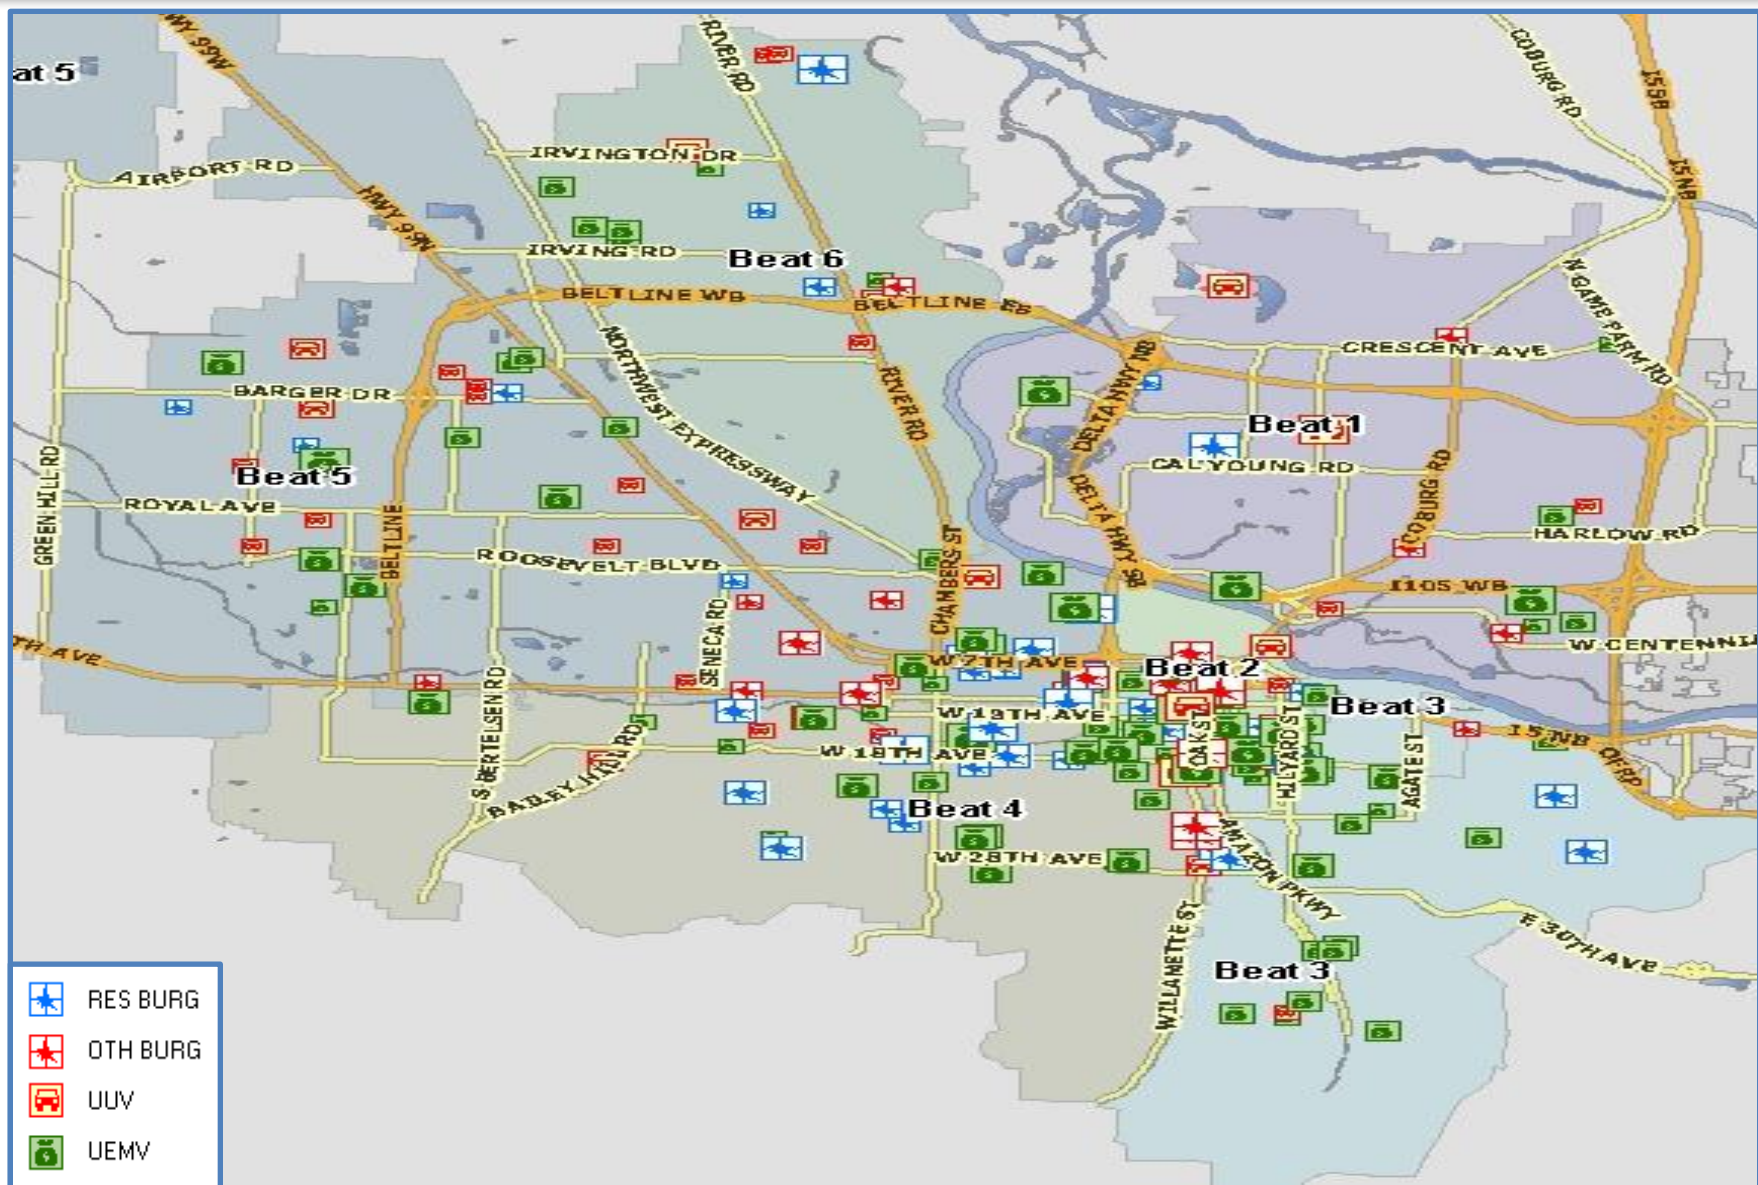 HWY 99W
RIVER RD
COBURG RD
I5 SB
at 5
IRVINGTON DR
AIRPORT RD
I5 NB
HWY 99N
IRVING RD
Beat 6
N GAME FARM RD
BELTLINE WB
BELTLINE EB
CRESCENT AVE
DELTA HWY NB
NORTHWEST EXPRESSWAY
RIVER RD
BARGER DR
Beat 1
CAL YOUNG RD
Beat 5
COBURG RD
GREEN HILL RD
ROYAL AVE
BELTLINE
DELTA HWY SB
HARLOW RD
ROOSEVELT BLVD
CHAMBERS ST
I105 WB
SENECA RD
TH AVE
W CENTENNI
W 7TH AVE
Beat 2
S BERTELSEN RD
Beat 3
W 13TH AVE
OAK ST
HILYARD ST
I5 NB OFRP
BAILEY HILL RD
W 18TH AVE
AGATE ST
Beat 4
AMAZON PKWY
W 28TH AVE
WILLAMETTE ST
E 30TH AVE
Beat 3
RES BURG
OTH BURG
UUV
UEMV